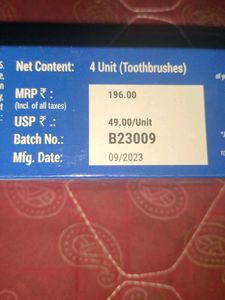 Net Content: 4 Unit (Toothbrushes)
MRP ₹ : 196.00
(Incl. of all taxes)
USP ₹ .: 49.00/Unit
Batch No.: B23009
Mfg. Date: 09/2023